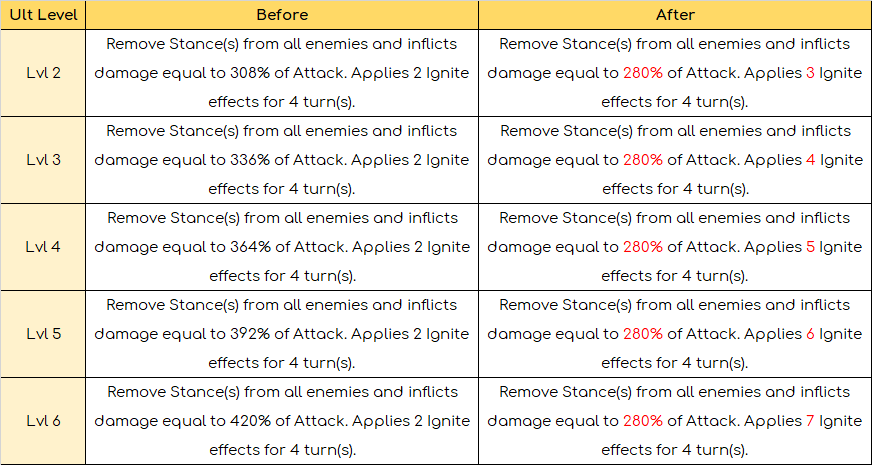 Ult Level Before After
Remove Stance(s) from all enemies and inflicts Remove Stance(s) from all enemies and inflicts
Lvl 2 damage equal to 308% of Attack. Applies 2 Ignite damage equal to 280% of Attack. Applies 3 Ignite
effects for 4 turn(s). effects for 4 turn(s).
Remove Stance(s) from all enemies and inflicts Remove Stance(s) from all enemies and inflicts
Lvl 3 damage equal to 336% of Attack. Applies 2 Ignite damage equal to 280% of Attack. Applies 4 Ignite
effects for 4 turn(s). effects for 4 turn(s).
Remove Stance(s) from all enemies and inflicts Remove Stance(s) from all enemies and inflicts
Lvl 4 damage equal to 364% of Attack. Applies 2 Ignite damage equal to 280% of Attack. Applies 5 Ignite
effects for 4 turn(s). effects for 4 turn(s).
Remove Stance(s) from all enemies and inflicts Remove Stance(s) from all enemies and inflicts
Lvl 5 damage equal to 392% of Attack. Applies 2 Ignite damage equal to 280% of Attack. Applies 6 Ignite
effects for 4 turn(s). effects for 4 turn(s).
Remove Stance(s) from all enemies and inflicts Remove Stance(s) from all enemies and inflicts
Lvl 6 damage equal to 420% of Attack. Applies 2 Ignite damage equal to 280% of Attack. Applies 7 Ignite
effects for 4 turn(s). effects for 4 turn(s).